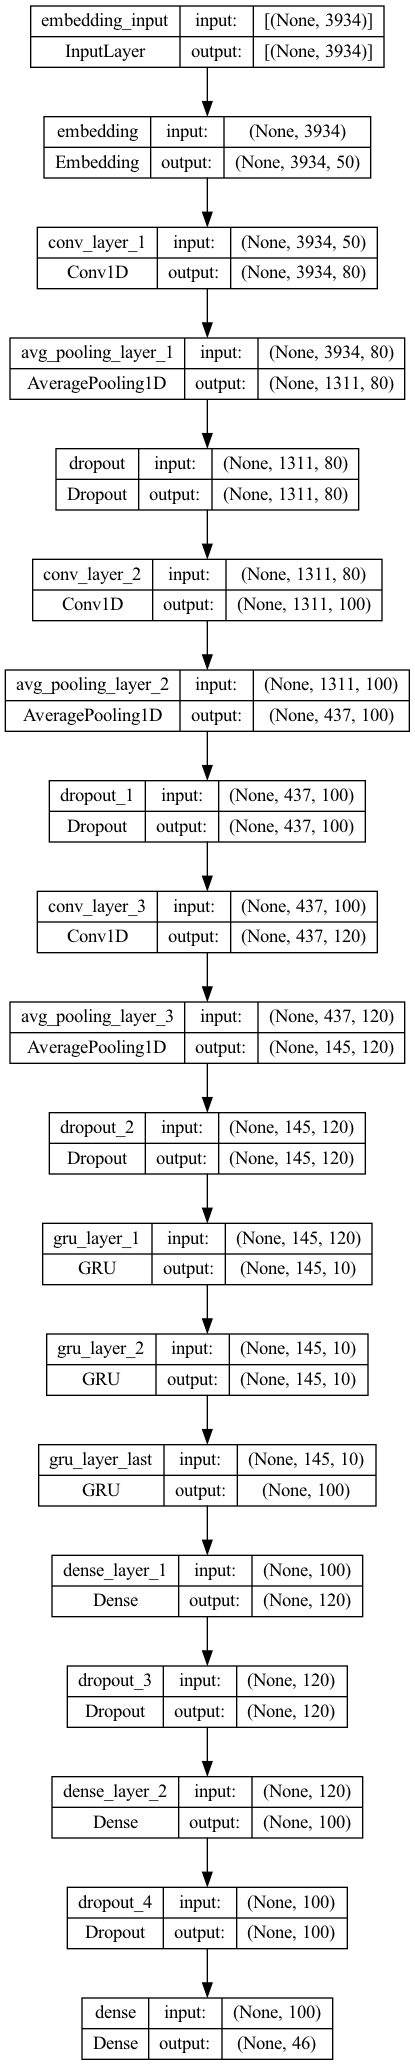 embedding_input input: [(None, 3934)]
InputLayer output: [(None, 3934)]
embedding input: (None, 3934)
Embedding output: (None, 3934, 50)
conv_layer_1 input: (None, 3934, 50)
Conv1D output: (None, 3934, 80)
avg_pooling_layer_1 input: (None, 3934, 80)
AveragePooling1D output: (None, 1311, 80)
dropout input: (None, 1311, 80)
Dropout output: (None, 1311, 80)
conv_layer_2 input: (None, 1311, 80)
Conv1D output: (None, 1311, 100)
avg_pooling_layer_2 input: (None, 1311, 100)
AveragePooling1D output: (None, 437, 100)
dropout_1 input: (None, 437, 100)
Dropout output: (None, 437, 100)
conv_layer_3 input: (None, 437, 100)
Conv1D output: (None, 437, 120)
avg_pooling_layer_3 input: (None, 437, 120)
AveragePooling1D output: (None, 145, 120)
dropout_2 input: (None, 145, 120)
Dropout output: (None, 145, 120)
gru_layer_1 input: (None, 145, 120)
GRU output: (None, 145, 10)
gru_layer_2 input: (None, 145, 10)
GRU output: (None, 145, 10)
gru_layer_last input: (None, 145, 10)
GRU output: (None, 100)
dense_layer_1 input: (None, 100)
Dense output: (None, 120)
dropout_3 input: (None, 120)
Dropout output: (None, 120)
dense_layer_2 input: (None, 120)
Dense output: (None, 100)
dropout_4 input: (None, 100)
Dropout output: (None, 100)
dense input: (None, 100)
Dense output: (None, 46)